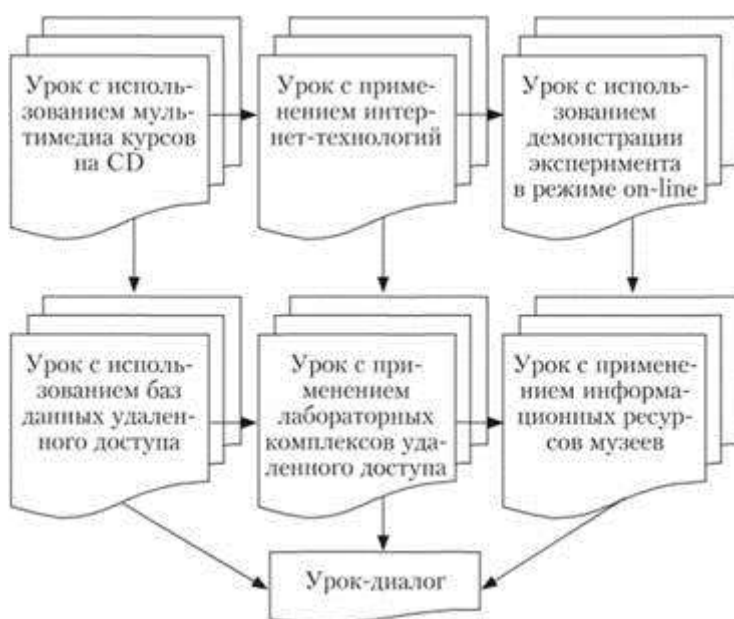 Урок с исполь-
зованием муль-
тимедиа курсов
на CD
Урок с приме-
нением интер-
нет-технологий
Урок с исполь-
зованием
демонстрации
эксперимента
в режиме on-line
Урок с исполь-
зованием баз
данных удален-
ного доступа
Урок с при-
менением
лабораторных
комплексов уда-
ленного доступа
Урок с примене-
нием информа-
ционных ресур-
сов музеев
Урок-диалог